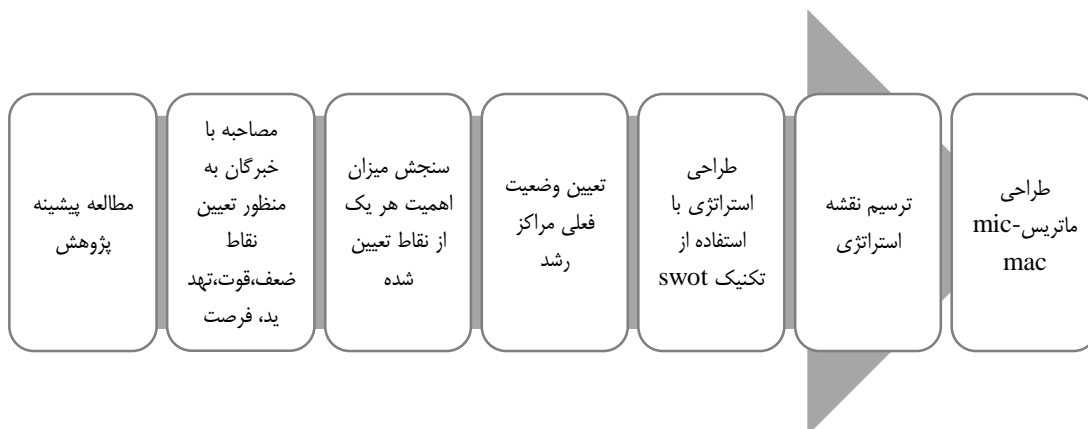 مطالعه پیشینه
پژوهش
مصاحبه با
خبرگان به
منظور تعیین
نقاط
ضعف،قوت،تهد
ید، فرصت
سنجش میزان
اهمیت هر یک
از نقاط تعیین
شده
تعیین وضعیت
فعلی مراکز
رشد
طراحی
استراتژی با
استفاده از
تکنیک swot
ترسیم نقشه
استراتژی
طراحی
ماتریس mic-
mac